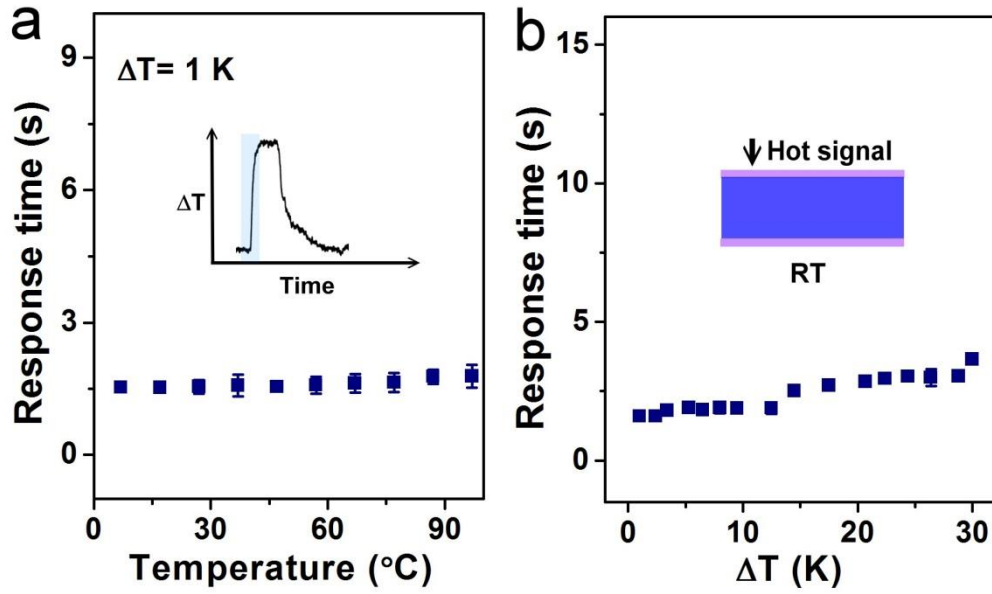 a
ΔT= 1 K
Response time (s)
9
6
3
0
ΔT
Time
0
30
60
90
Temperature (°C)
b
Response time (s)
15
10
5
0
Hot signal
RT
0
10
20
30
ΔT (K)